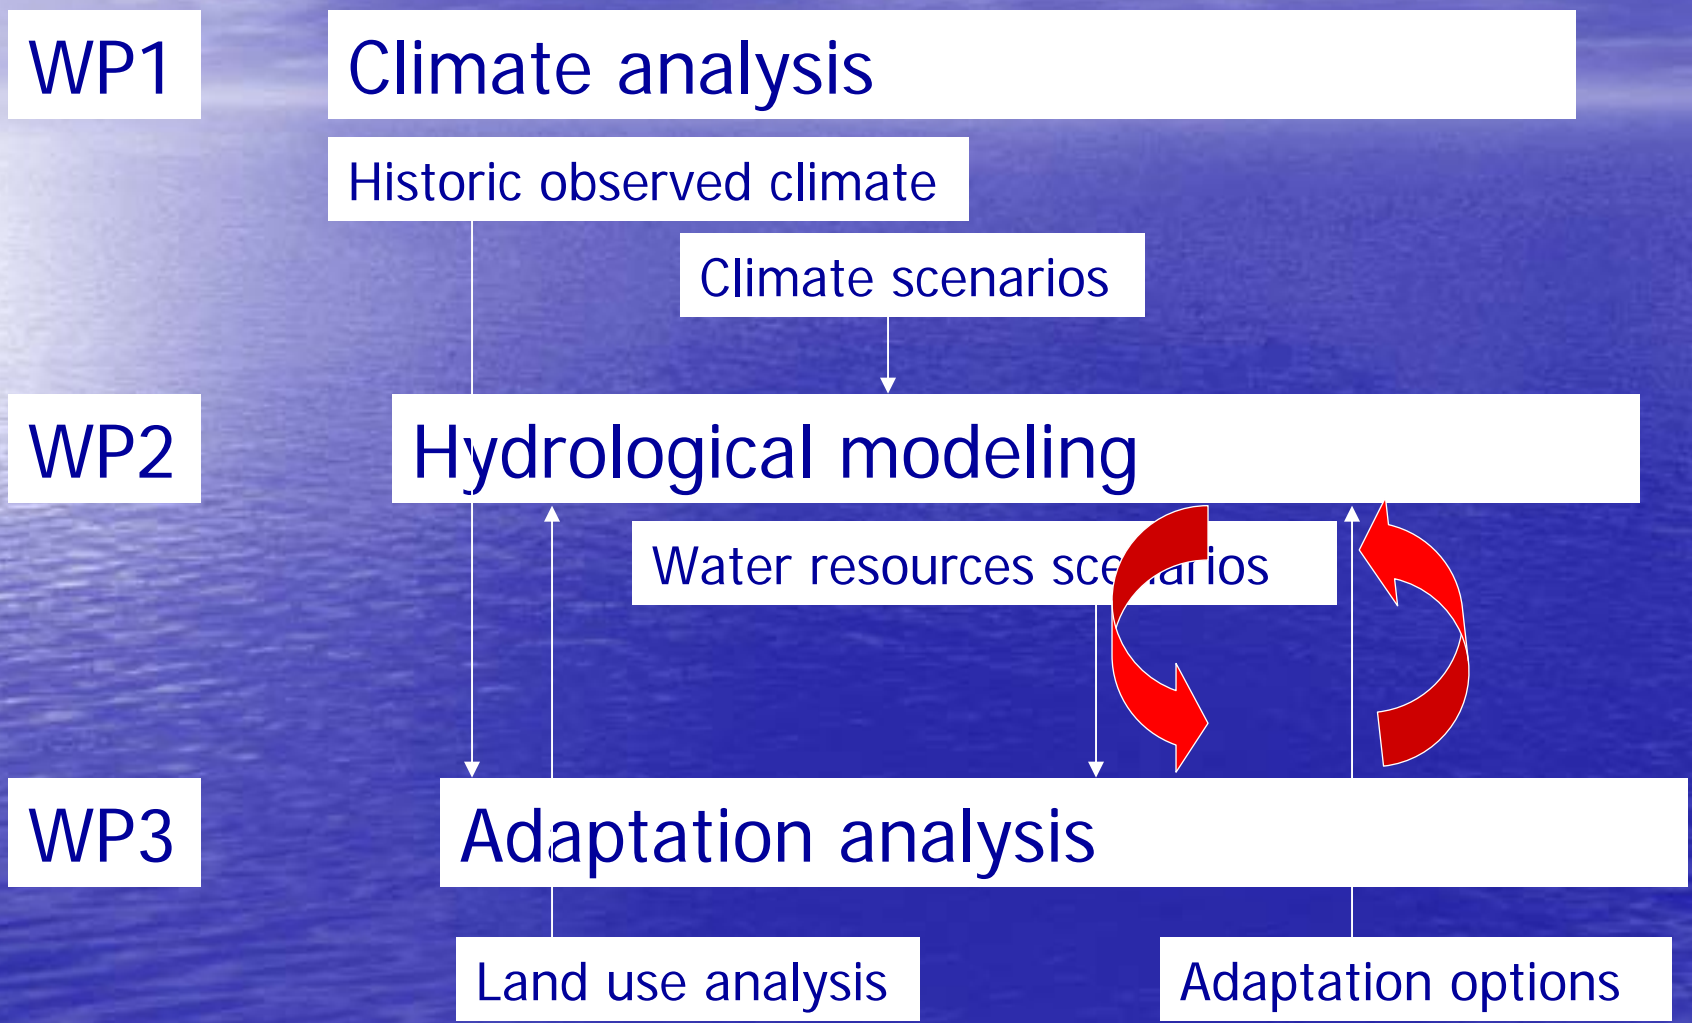 WP1
Climate analysis
Historic observed climate
Climate scenarios
WP2
Hydrological modeling
Water resources scenarios
WP3
Adaptation analysis
Land use analysis
Adaptation options